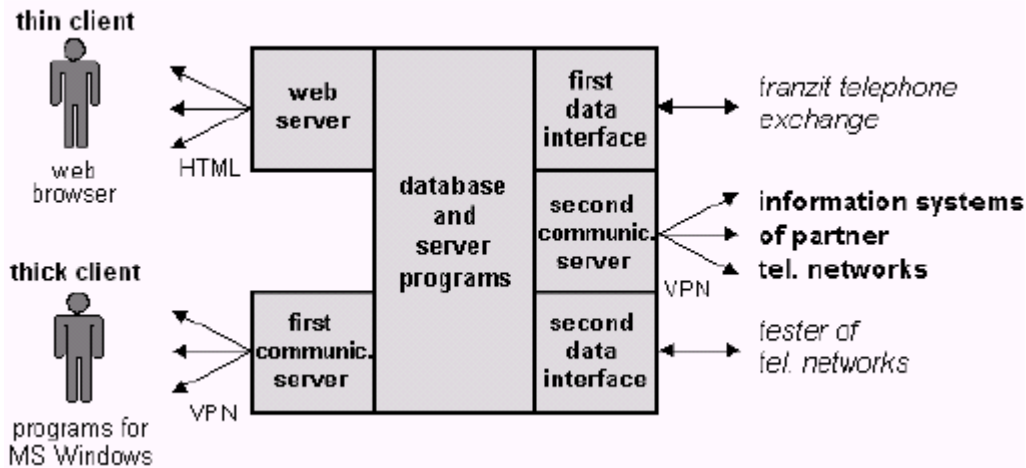 thin client
web
browser
HTML
thick client
programs for
MS Windows
VPN
web
server
first
communic.
server
database
and
server
programs
first
data
interface
second
communic.
server
second
data
interface
tranzit telephone
exchange
information systems
of partner
tel. networks
VPN
tester of
tel. networks